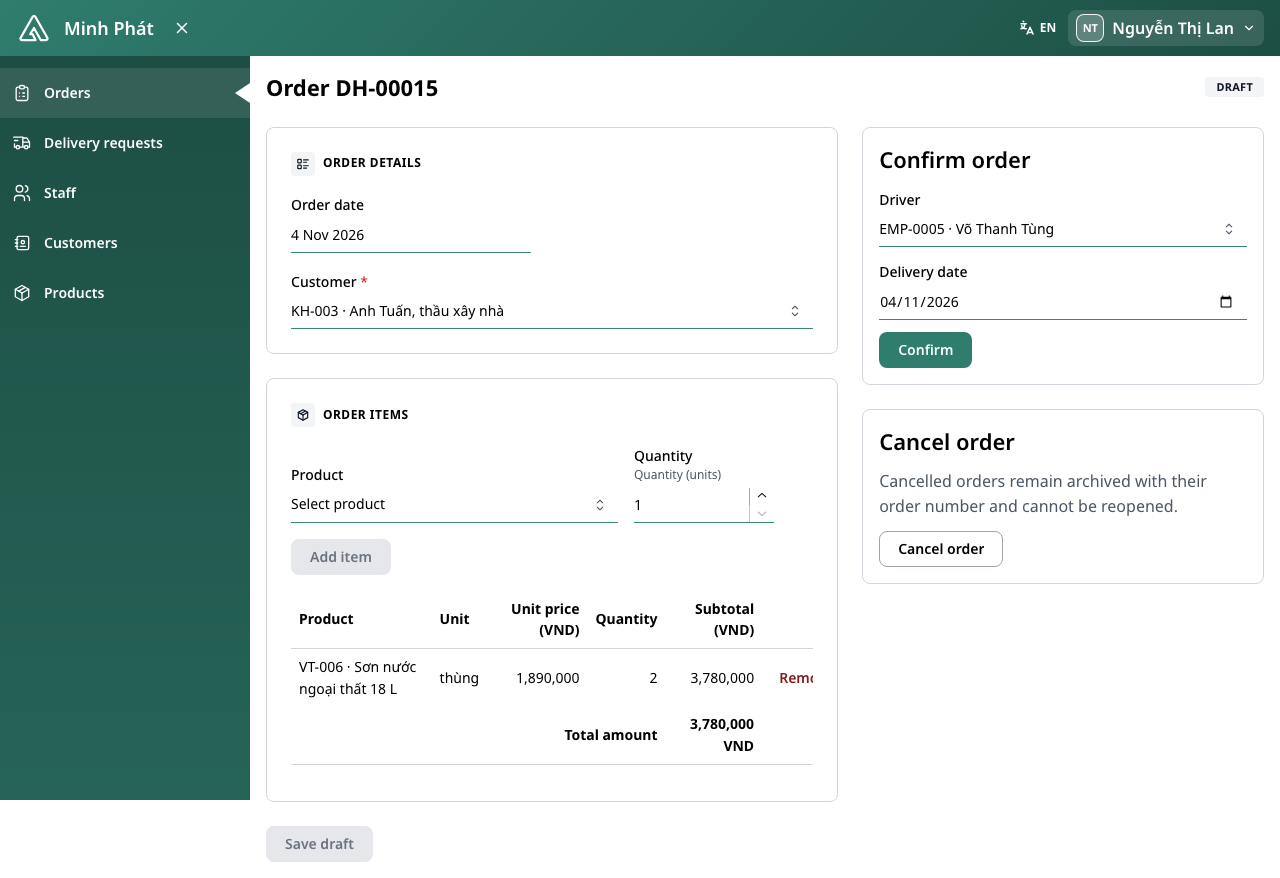 Minh Phát
EN
NT
Nguyễn Thị Lan
Orders
Delivery requests
Staff
Customers
Products
Order DH-00015
DRAFT
ORDER DETAILS
Order date
4 Nov 2026
Customer *
KH-003 · Anh Tuấn, thầu xây nhà
ORDER ITEMS
Product
Select product
Quantity
Quantity (units)
1
Add item
Product Unit Unit price (VND) Quantity Subtotal (VND)
VT-006 · Sơn nước
ngoại thất 18 L
thùng 1,890,000 2 3,780,000
Total amount 3,780,000
VND
Save draft
Confirm order
Driver
EMP-0005 · Võ Thanh Tùng
Delivery date
04/11/2026
Confirm
Cancel order
Cancelled orders remain archived with their
order number and cannot be reopened.
Cancel order